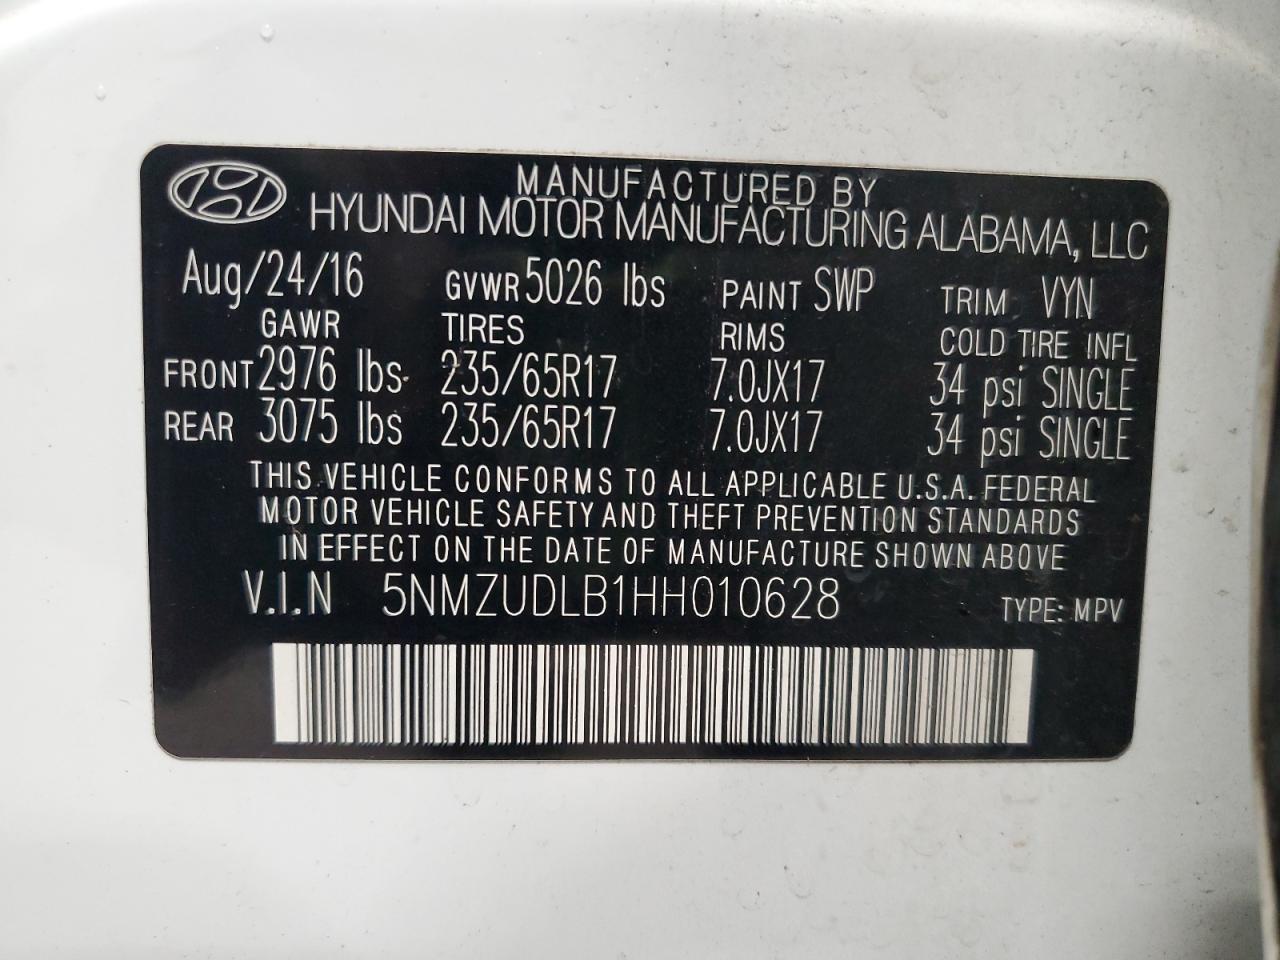 MANUFACTURED BY
HYUNDAI MOTOR MANUFACTURING ALABAMA, LLC
Aug/24/16 GVWR 5026 lbs PAINT SWP TRIM VYN
GAWR TIRES RIMS COLD TIRE INFL
FRONT 2976 lbs 235/65R17 7.0JX17 34 psi SINGLE
REAR 3075 lbs 235/65R17 7.0JX17 34 psi SINGLE
THIS VEHICLE CONFORMS TO ALL APPLICABLE U.S.A. FEDERAL
MOTOR VEHICLE SAFETY AND THEFT PREVENTION STANDARDS
IN EFFECT ON THE DATE OF MANUFACTURE SHOWN ABOVE
V.I.N 5NMZUDLB1HH010628 TYPE: MPV